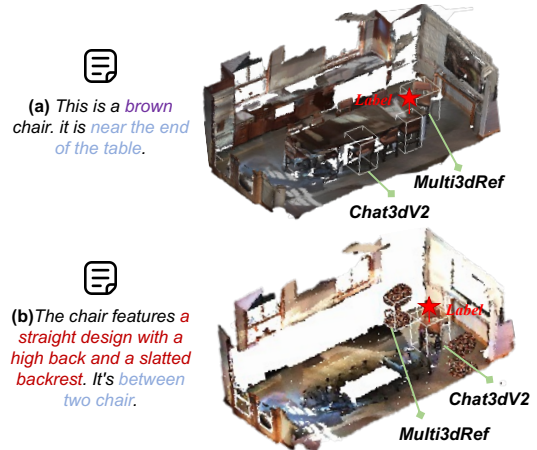 (a) This is a brown
chair. it is near the end
of the table.
Label
Multi3dRef
Chat3dV2
(b)The chair features a
straight design with a
high back and a slatted
backrest. It's between
two chair.
Label
Chat3dV2
Multi3dRef